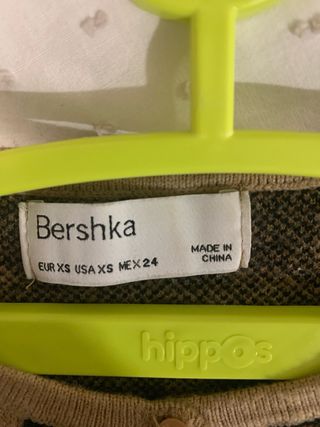 Bershka
EUR XS USA XS MEX 24
MADE IN
CHINA
hippos